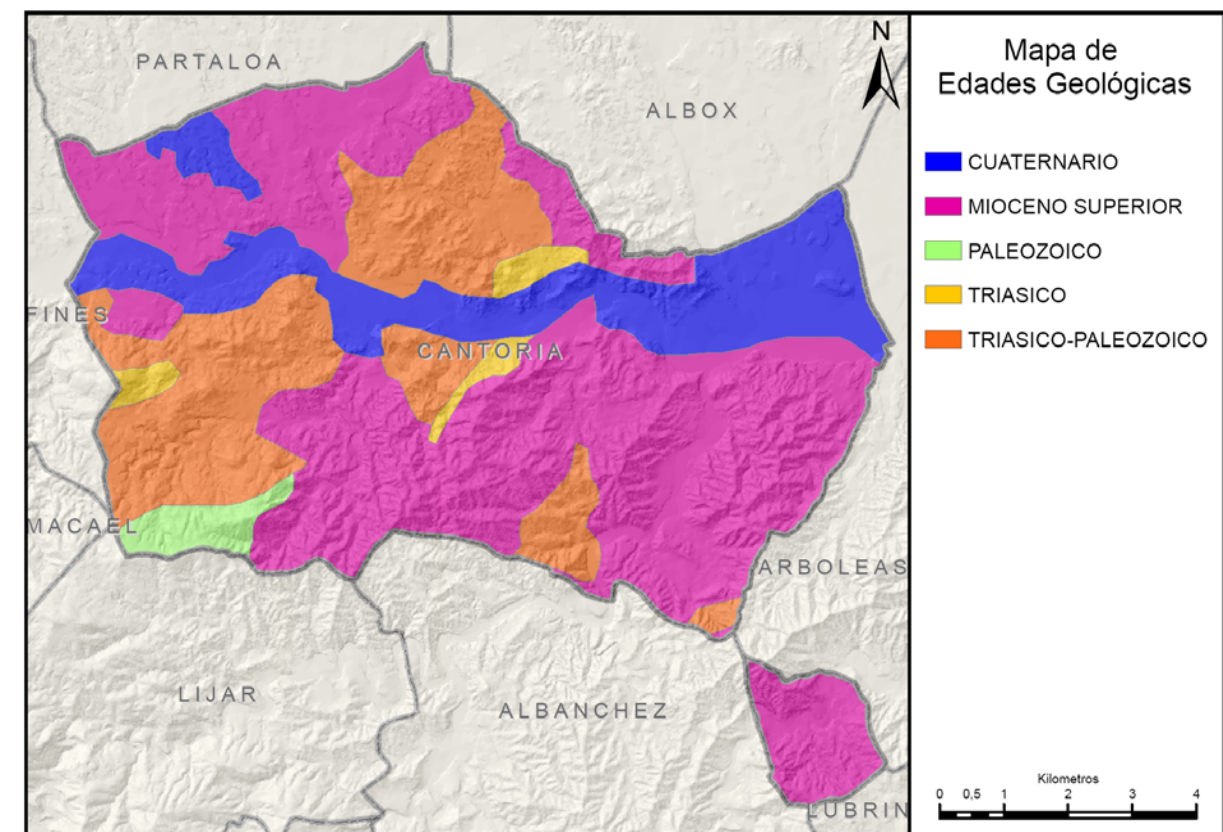 PARTALOA
ALBOX
FINES
CANTORIA
MACAEL
ARBOLEAS
LIJAR
ALBANCHEZ
LUBRIN
N
Mapa de
Edades Geológicas
CUATERNARIO
MIOCENO SUPERIOR
PALEOZOICO
TRIASICO
TRIASICO-PALEOZOICO
Kilometros
0 0,5 1 2 3 4